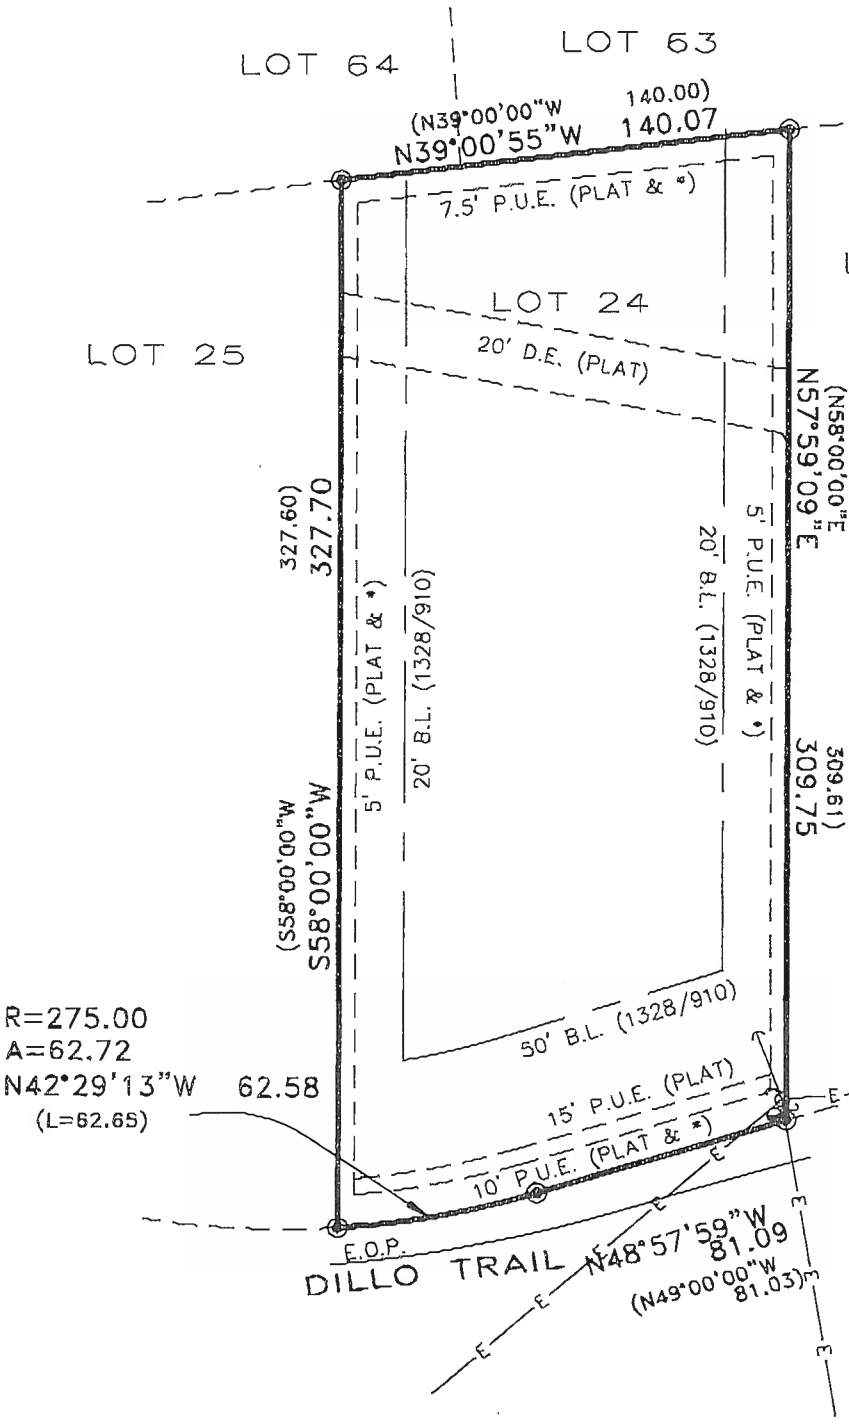 LOT 64
LOT 63
(N39°00'00"W 140.00)
N39°00'55"W 140.07
7.5' P.U.E. (PLAT & *)
LOT 24
20' D.E. (PLAT)
LOT 25
(N58°00'00"E
N57°59'09"E
327.60)
327.70
5' P.U.E. (PLAT & *)
20' B.L. (1328/910)
20' B.L. (1328/910)
5' P.U.E. (PLAT & *)
309.61)
309.75
(S58°00'00"W
S58°00'00"W
50' B.L. (1328/910)
R=275.00
A=62.72
N42°29'13"W 62.58
(L=62.65)
15' P.U.E. (PLAT)
10' P.U.E. (PLAT & *)
E
E
E
E
E
E
E
E
E
E.O.P.
DILLO TRAIL
N48°57'59"W
81.09
(N49°00'00"W
81.03)